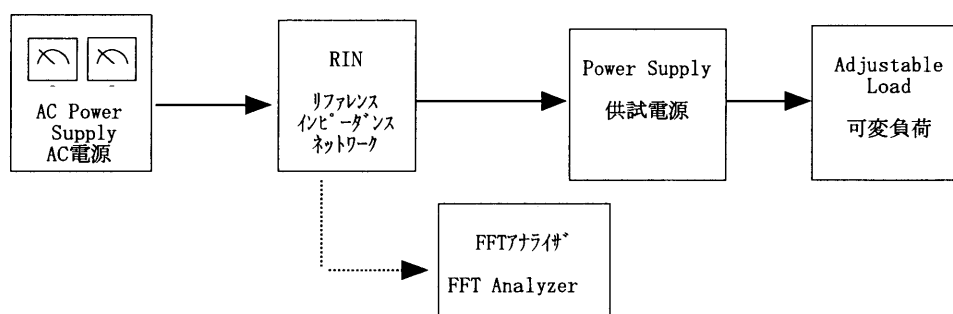 AC Power
Supply
AC電源
RIN
リファレンス
インピーダンス
ネットワーク
Power Supply
供試電源
Adjustable
Load
可変負荷
FFTアナライザ
FFT Analyzer